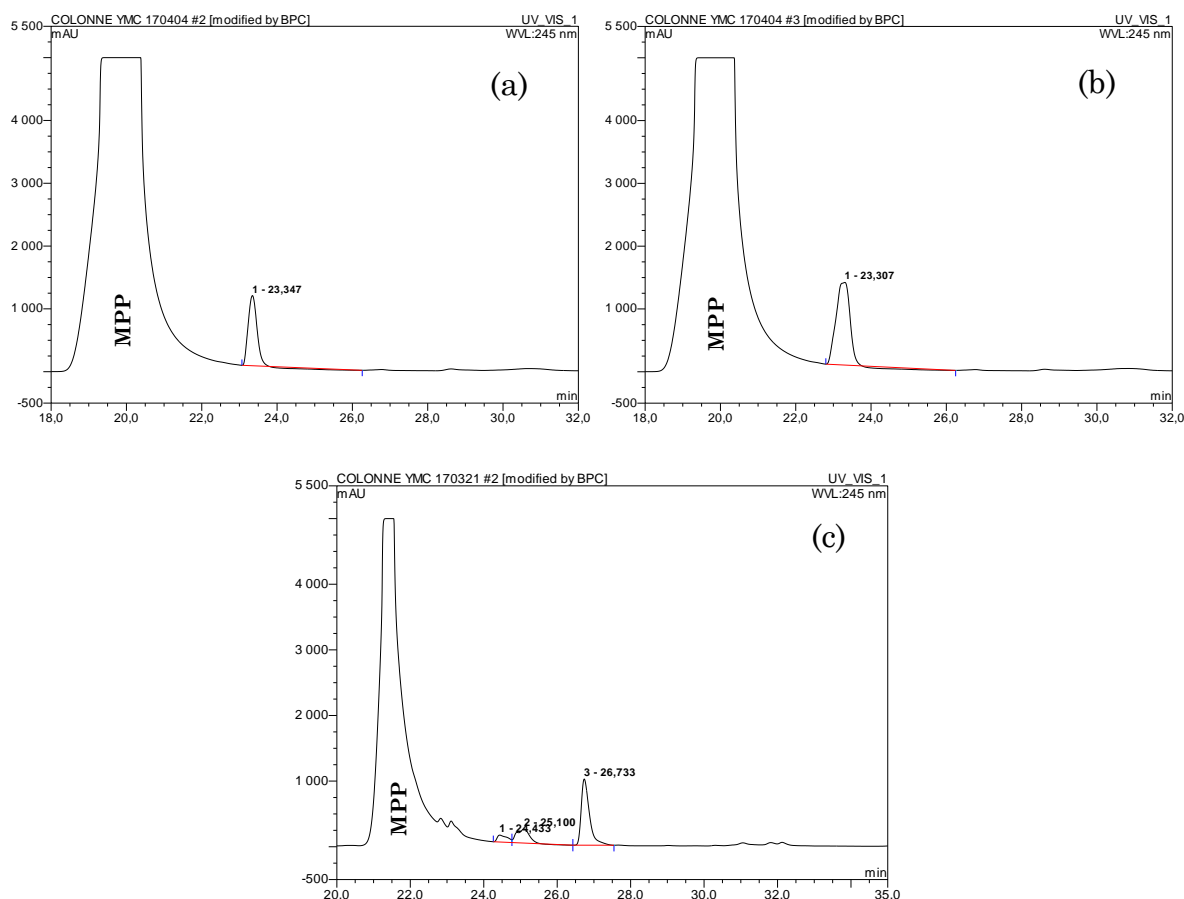 COLONNE YMC 170404 #2 [modified by BPC] UV_VIS_1
5 500
mAU WVL:245 nm
(a)
4 000
3 000
2 000
1 000
-500
MPP
1 - 23,347
min
18,0 20,0 22,0 24,0 26,0 28,0 30,0 32,0
COLONNE YMC 170404 #3 [modified by BPC] UV_VIS_1
5 500
mAU WVL:245 nm
(b)
4 000
3 000
2 000
1 000
-500
MPP
1 - 23,307
min
18,0 20,0 22,0 24,0 26,0 28,0 30,0 32,0
COLONNE YMC 170321 #2 [modified by BPC] UV_VIS_1
5 500
mAU WVL:245 nm
(c)
4 000
3 000
2 000
1 000
-500
MPP
1 - 24,433
2 - 25,100
3 - 26,733
min
20.0 22.0 24.0 26.0 28.0 30.0 32.0 35.0